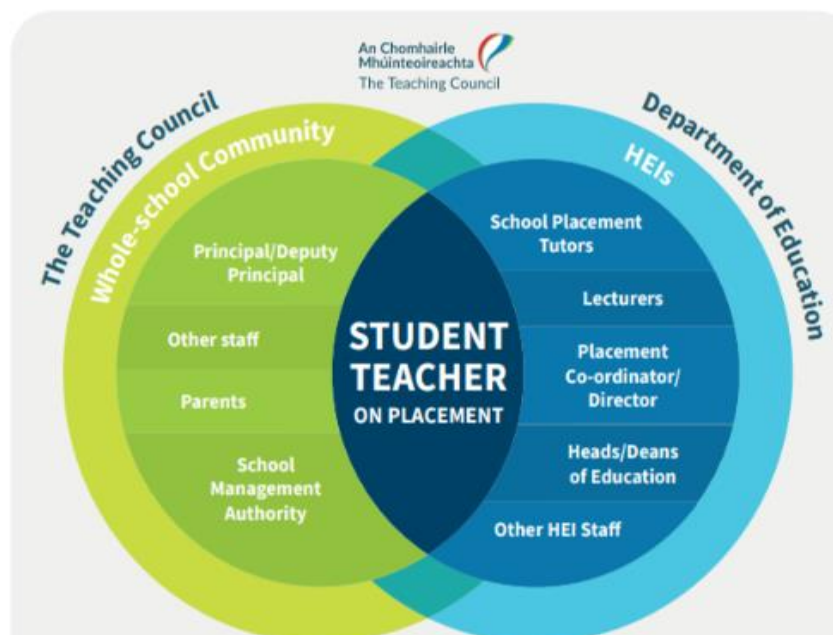 An Chomhairle
Mhúinteoireachta
The Teaching Council
The Teaching Council
Whole-school Community
Department of Education
HEIs
Principal/Deputy
Principal
Other staff
Parents
School
Management
Authority
STUDENT
TEACHER
ON PLACEMENT
School Placement
Tutors
Lecturers
Placement
Co-ordinator/
Director
Heads/Deans
of Education
Other HEI Staff